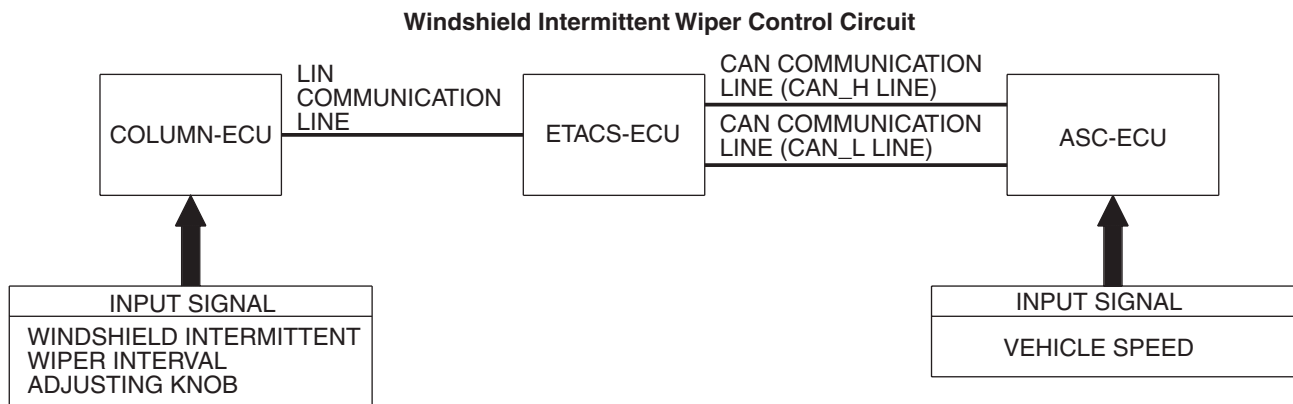 Windshield Intermittent Wiper Control Circuit
LIN
COMMUNICATION
LINE
CAN COMMUNICATION
LINE (CAN_H LINE)
COLUMN-ECU
ETACS-ECU
CAN COMMUNICATION
LINE (CAN_L LINE)
ASC-ECU
INPUT SIGNAL
WINDSHIELD INTERMITTENT
WIPER INTERVAL
ADJUSTING KNOB
INPUT SIGNAL
VEHICLE SPEED